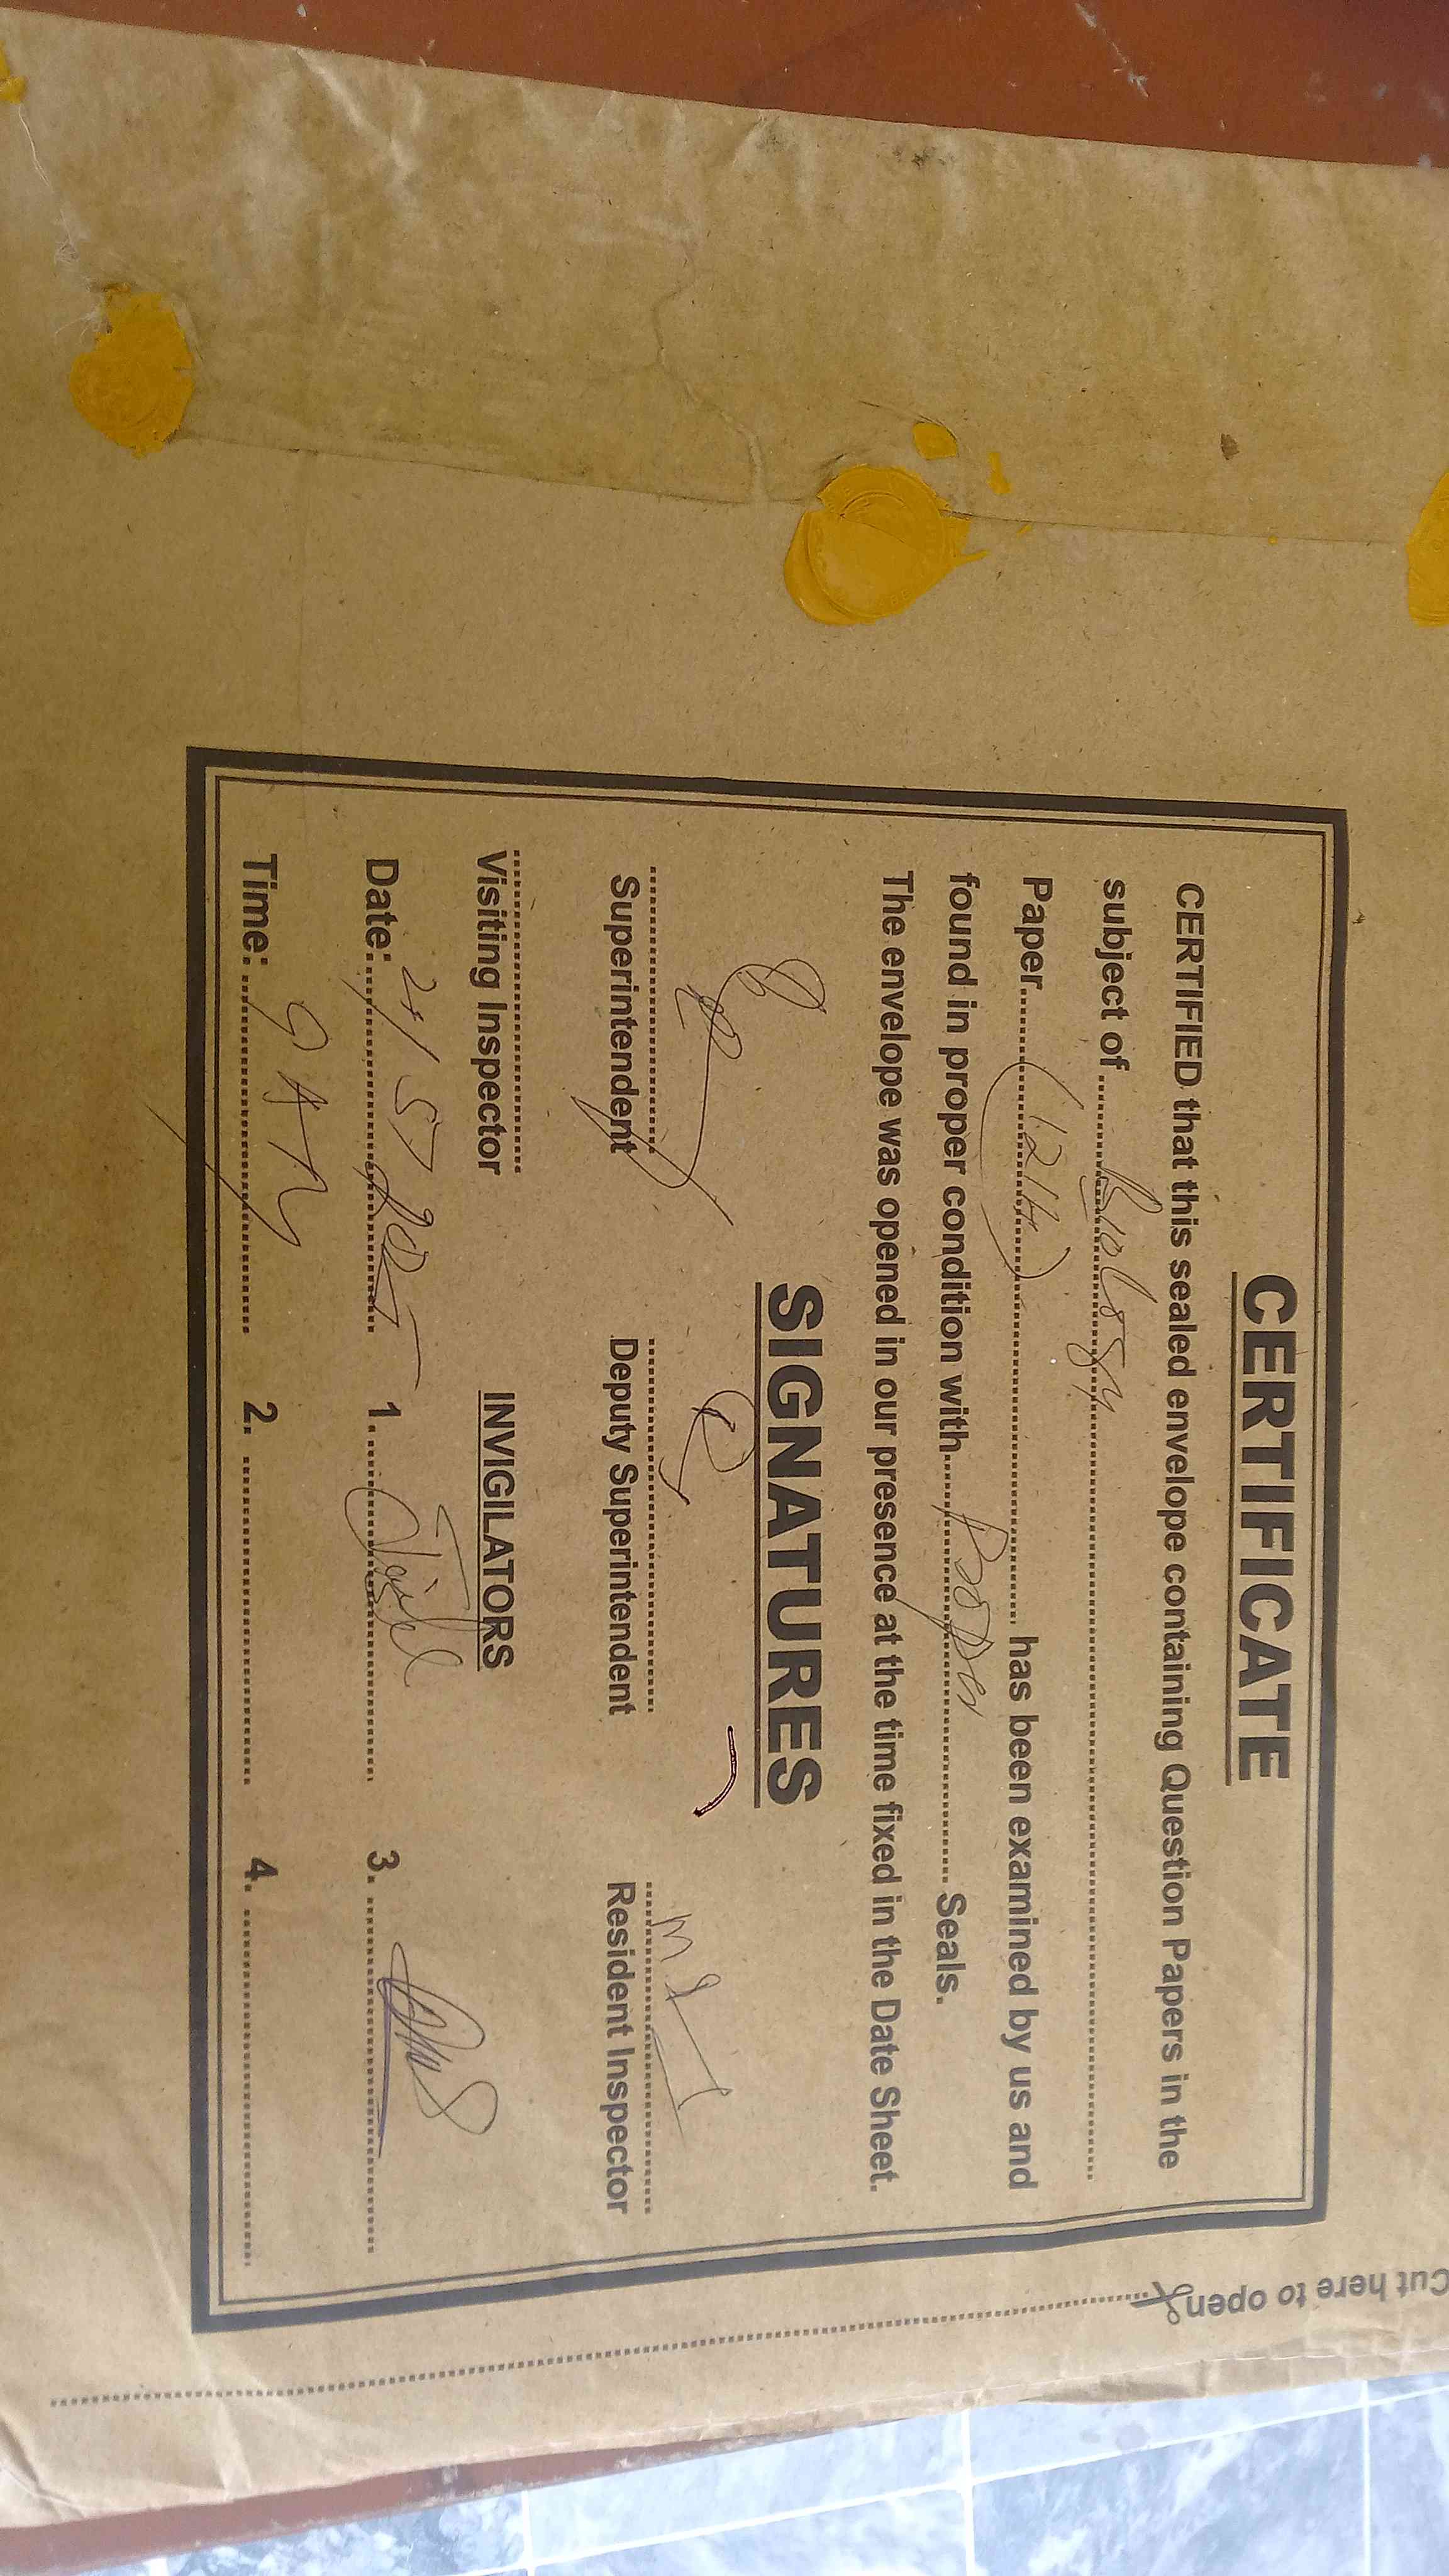 CERTIFICATE
CERTIFIED that this sealed envelope containing Question Papers in the
subject of Biology
Paper (12th) has been examined by us and
found in proper condition with Proper Seals.
The envelope was opened in our presence at the time fixed in the Date Sheet.
SIGNATURES
Superintendent Deputy Superintendent Resident Inspector
Visiting Inspector INVIGILATORS
Date: 1. 3.
Time: 9 AM 2. 4.
Cut here to open